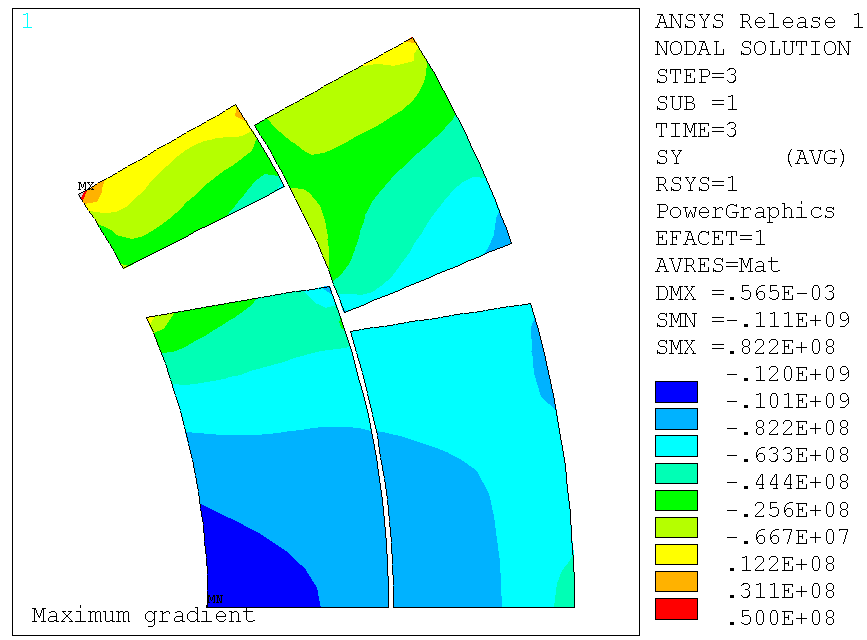 1
ANSYS Release 1
NODAL SOLUTION
STEP=3
SUB =1
TIME=3
SY (AVG)
RSYS=1
PowerGraphics
EFACET=1
AVRES=Mat
DMX =.565E-03
SMN =-.111E+09
SMX =.822E+08
-.120E+09
-.101E+09
-.822E+08
-.633E+08
-.444E+08
-.256E+08
-.667E+07
.122E+08
.311E+08
.500E+08
MX
MN
Maximum gradient